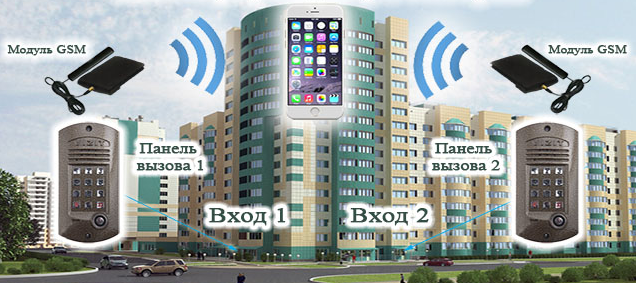 Модуль GSM
Модуль GSM
Панель
вызова 1
Панель
вызова 2
Вход 1
Вход 2